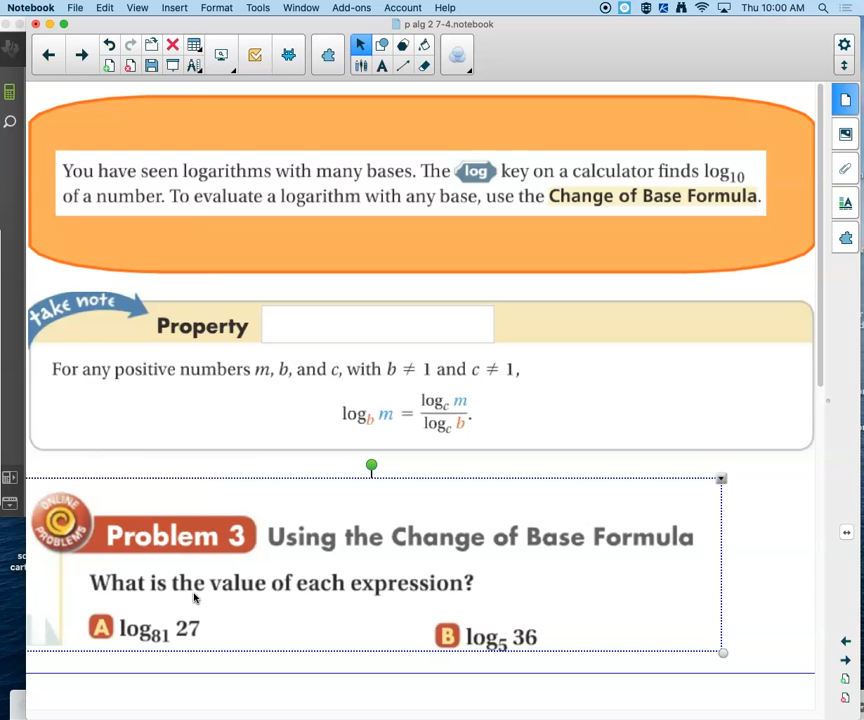 Notebook File Edit View Insert Format Tools Window Add-ons Account Help Thu 10:00 AM
p alg 2 7-4.notebook
You have seen logarithms with many bases. The log key on a calculator finds log₁₀
of a number. To evaluate a logarithm with any base, use the Change of Base Formula.
take note
Property
For any positive numbers m, b, and c, with b ≠ 1 and c ≠ 1,
log_b m = log_c m / log_c b.
ONLINE PROBLEMS
Problem 3 Using the Change of Base Formula
What is the value of each expression?
A log₈₁ 27 B log₅ 36